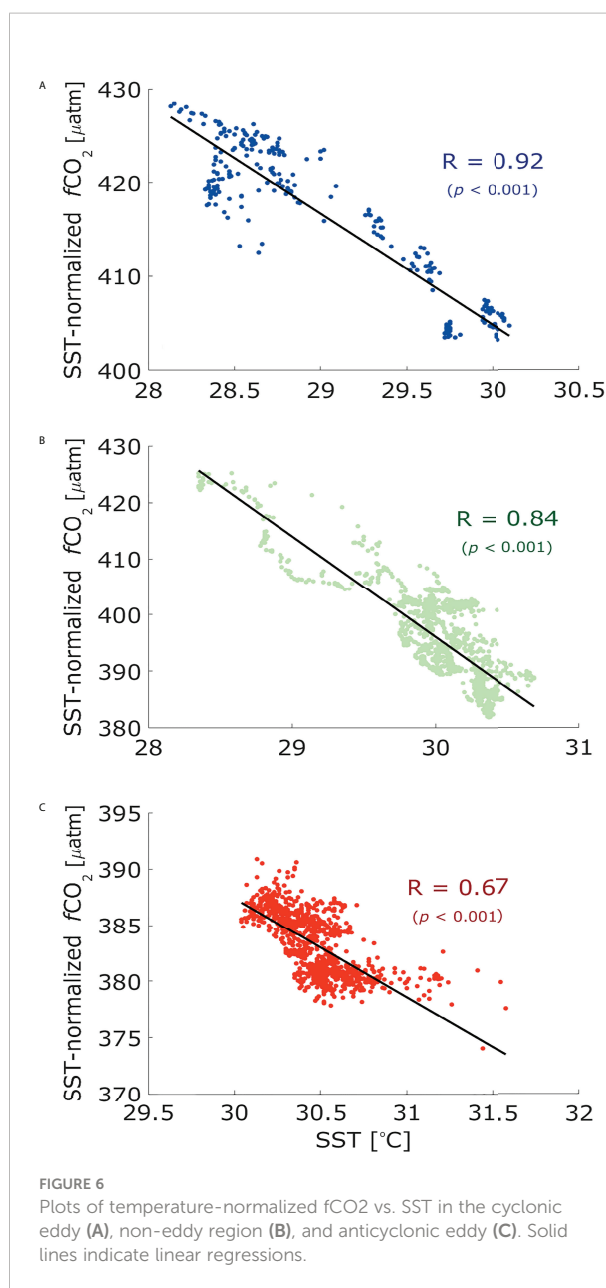 A
SST-normalized fCO2 [µatm]
430
420
410
400
28
28.5
29
29.5
30
30.5
R = 0.92
(p < 0.001)
B
SST-normalized fCO2 [µatm]
430
420
410
400
390
380
28
29
30
31
R = 0.84
(p < 0.001)
C
SST-normalized fCO2 [µatm]
395
390
385
380
375
370
29.5
30
30.5
31
31.5
32
R = 0.67
(p < 0.001)
SST [°C]
FIGURE 6
Plots of temperature-normalized fCO2 vs. SST in the cyclonic
eddy (A), non-eddy region (B), and anticyclonic eddy (C). Solid
lines indicate linear regressions.